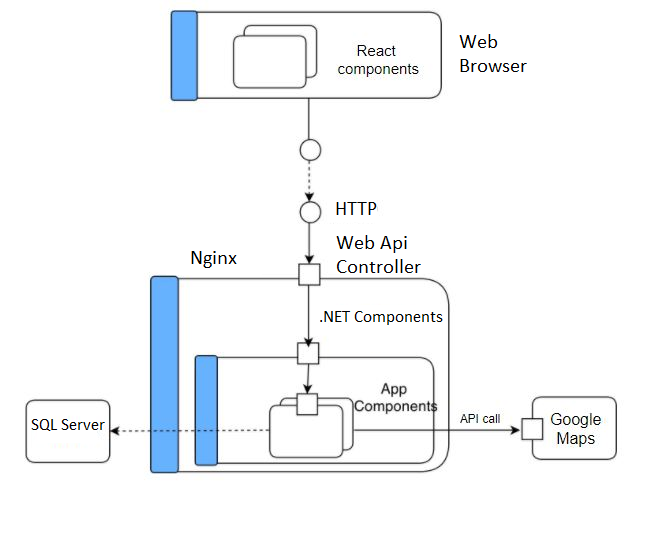 React
components
Web
Browser
HTTP
Web Api
Controller
Nginx
.NET Components
App
Components
SQL Server
API call
Google
Maps